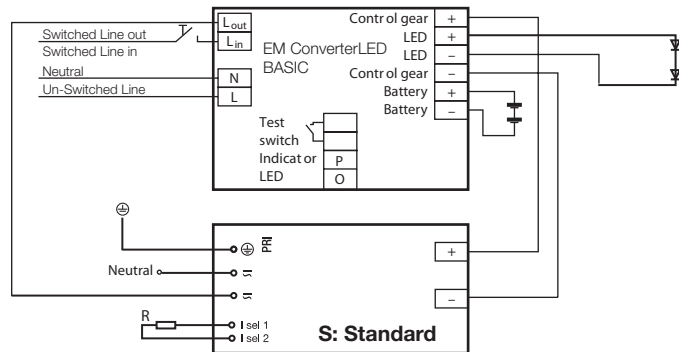 Switched Line out
Switched Line in
Neutral
Un-Switched Line
Lout
Lin
N
L
EM ConverterLED
BASIC
Control gear +
LED +
LED –
Control gear –
Battery +
Battery –
Test
switch
Indicator P
LED O
PRI
Neutral
+
–
R
I sel 1
I sel 2
S: Standard